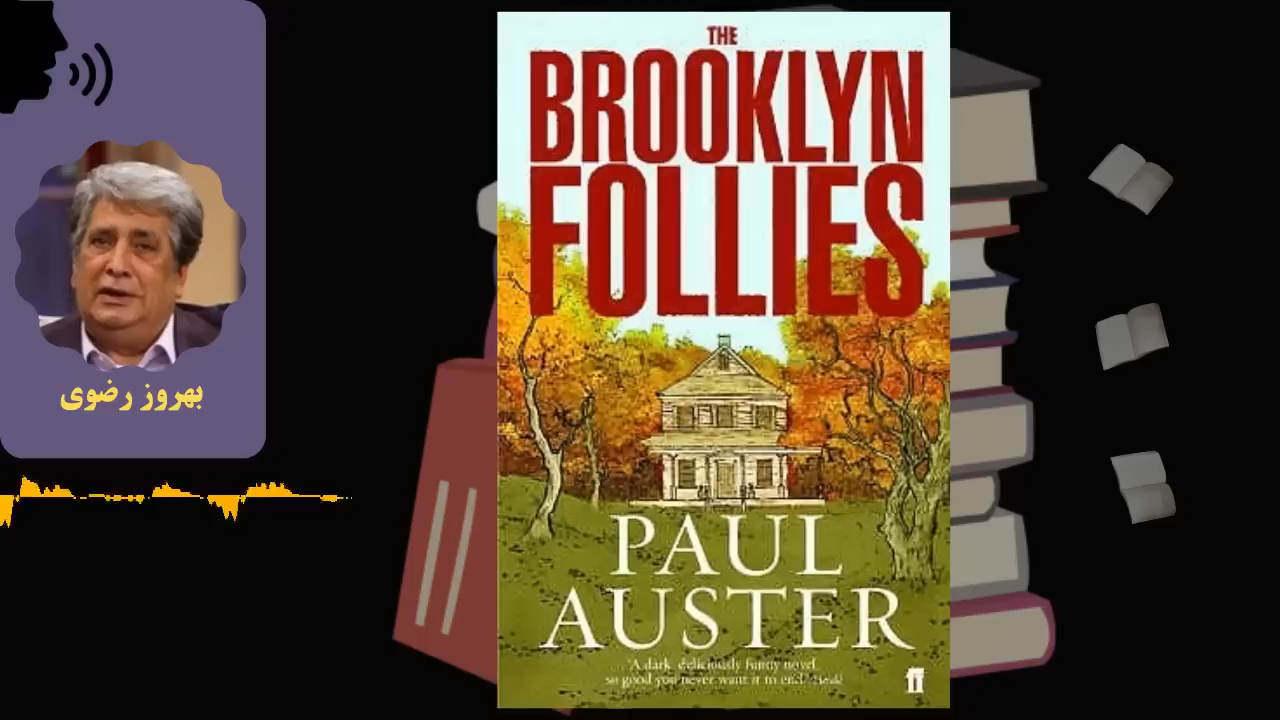 بهروز رضوی
THE
BROOKLYN
FOLLIES
PAUL
AUSTER
'A dark, deliciously funny novel
so good you never want it to end.'
ff